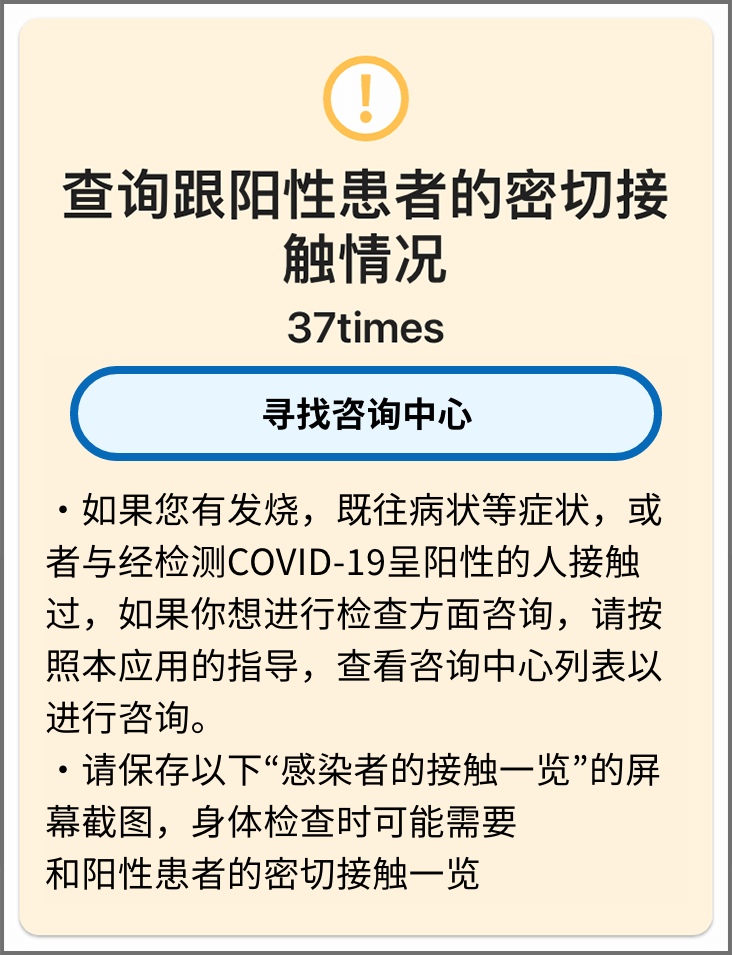 查询跟阳性患者的密切接
触情况
37times
寻找咨询中心
・如果您有发烧，既往病状等症状，或
者与经检测COVID-19呈阳性的人接触
过，如果你想进行检查方面咨询，请按
照本应用的指导，查看咨询中心列表以
进行咨询。
・请保存以下“感染者的接触一览”的屏
幕截图，身体检查时可能需要
和阳性患者的密切接触一览